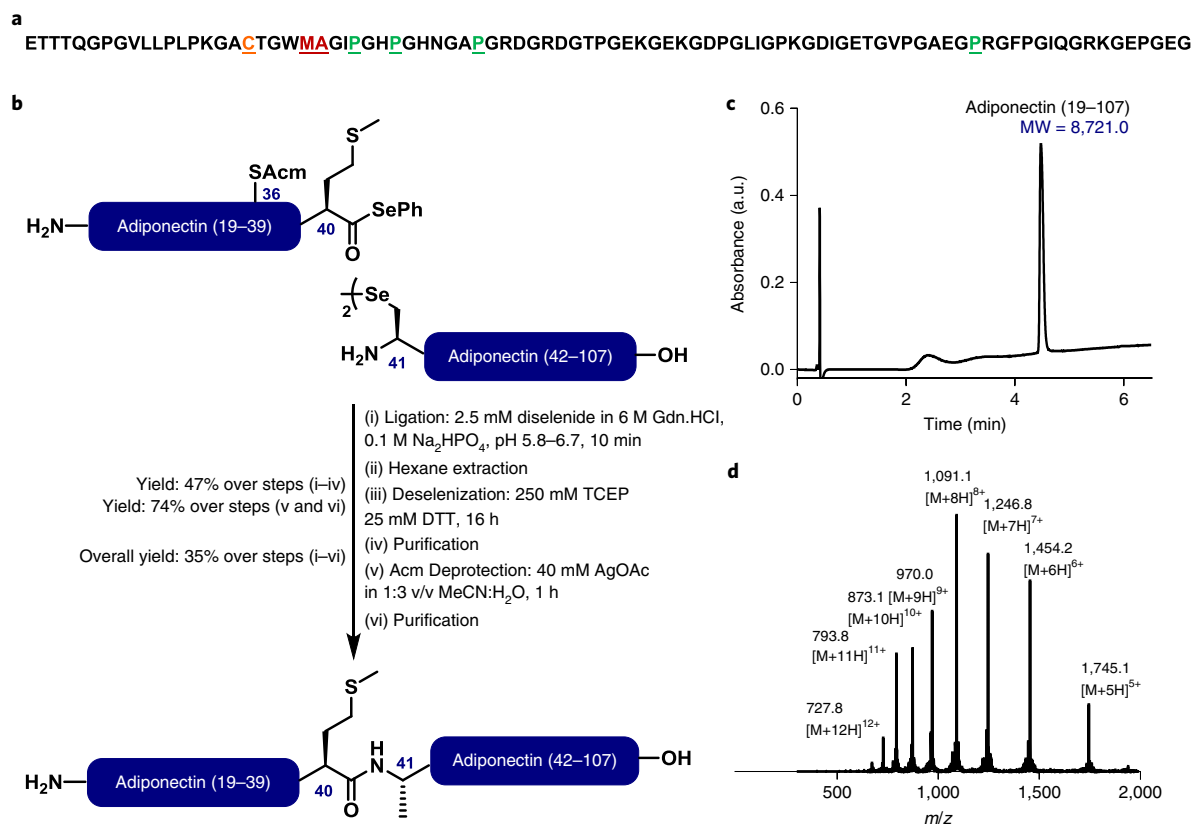 a
ETTTQGPGVLLPLPKGACTGWMAGIPGHPGHNGAPGRDGRDGTPGEKGEKGDPGLIGPKGDIGETGVPGAEGPRGFPGIQGRKGEPGEG
b
S
SAcm
36
H₂N
Adiponectin (19–39)
40
SePh
O
Se
2
H₂N
41
Adiponectin (42–107)
OH
(i) Ligation: 2.5 mM diselenide in 6 M Gdn.HCl,
0.1 M Na₂HPO₄, pH 5.8–6.7, 10 min
(ii) Hexane extraction
(iii) Deselenization: 250 mM TCEP
25 mM DTT, 16 h
(iv) Purification
(v) Acm Deprotection: 40 mM AgOAc
in 1:3 v/v MeCN:H₂O, 1 h
(vi) Purification
Yield: 47% over steps (i–iv)
Yield: 74% over steps (v and vi)
Overall yield: 35% over steps (i–vi)
S
H₂N
Adiponectin (19–39)
40
O
H
N
41
Adiponectin (42–107)
OH
c
Adiponectin (19–107)
MW = 8,721.0
Absorbance (a.u.)
0.6
0.4
0.2
0.0
0
2
4
6
Time (min)
d
1,091.1
[M+8H]⁸⁺
1,246.8
[M+7H]⁷⁺
1,454.2
[M+6H]⁶⁺
970.0
[M+9H]⁹⁺
873.1
[M+10H]¹⁰⁺
793.8
[M+11H]¹¹⁺
727.8
[M+12H]¹²⁺
1,745.1
[M+5H]⁵⁺
500
1,000
1,500
2,000
m/z